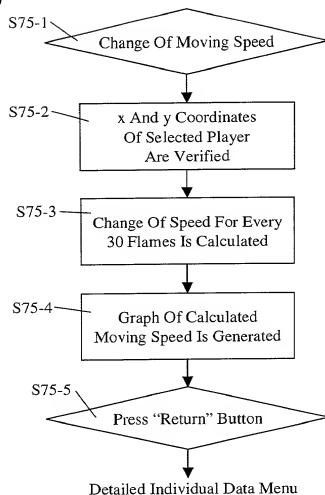 S75-1
Change Of Moving Speed
S75-2
x And y Coordinates
Of Selected Player
Are Verified
S75-3
Change Of Speed For Every
30 Flames Is Calculated
S75-4
Graph Of Calculated
Moving Speed Is Generated
S75-5
Press "Return" Button
Detailed Individual Data Menu